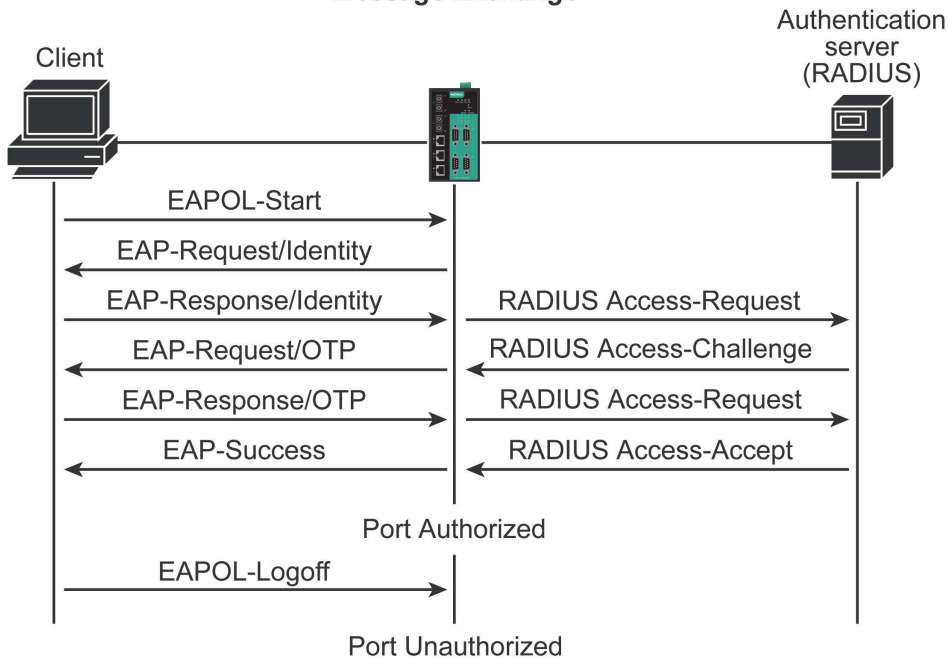 Authentication
server
(RADIUS)
Client
EAPOL-Start
EAP-Request/Identity
EAP-Response/Identity
RADIUS Access-Request
EAP-Request/OTP
RADIUS Access-Challenge
EAP-Response/OTP
RADIUS Access-Request
EAP-Success
RADIUS Access-Accept
Port Authorized
EAPOL-Logoff
Port Unauthorized